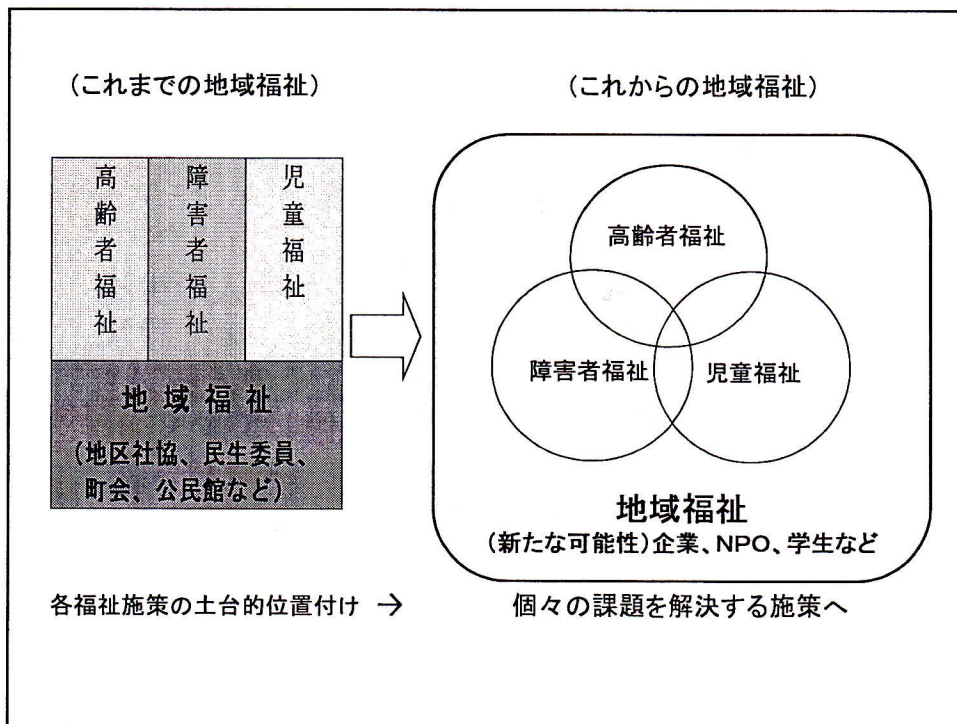 （これまでの地域福祉）
高齢者福祉
障害者福祉
児童福祉
地域福祉
（地区社協、民生委員、
町会、公民館など）
（これからの地域福祉）
高齢者福祉
障害者福祉
児童福祉
地域福祉
（新たな可能性）企業、NPO、学生など
各福祉施策の土台的位置付け →
個々の課題を解決する施策へ